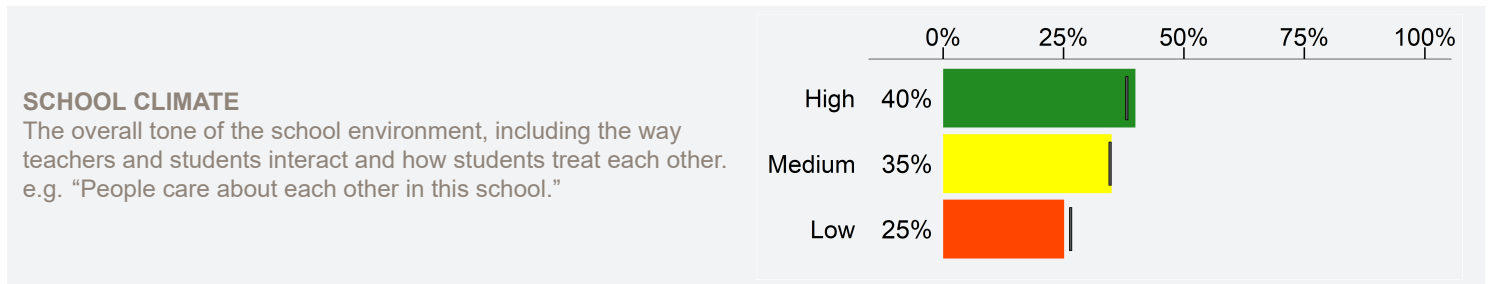 SCHOOL CLIMATE
The overall tone of the school environment, including the way
teachers and students interact and how students treat each other.
e.g. “People care about each other in this school.”
0% 25% 50% 75% 100%
High 40%
Medium 35%
Low 25%